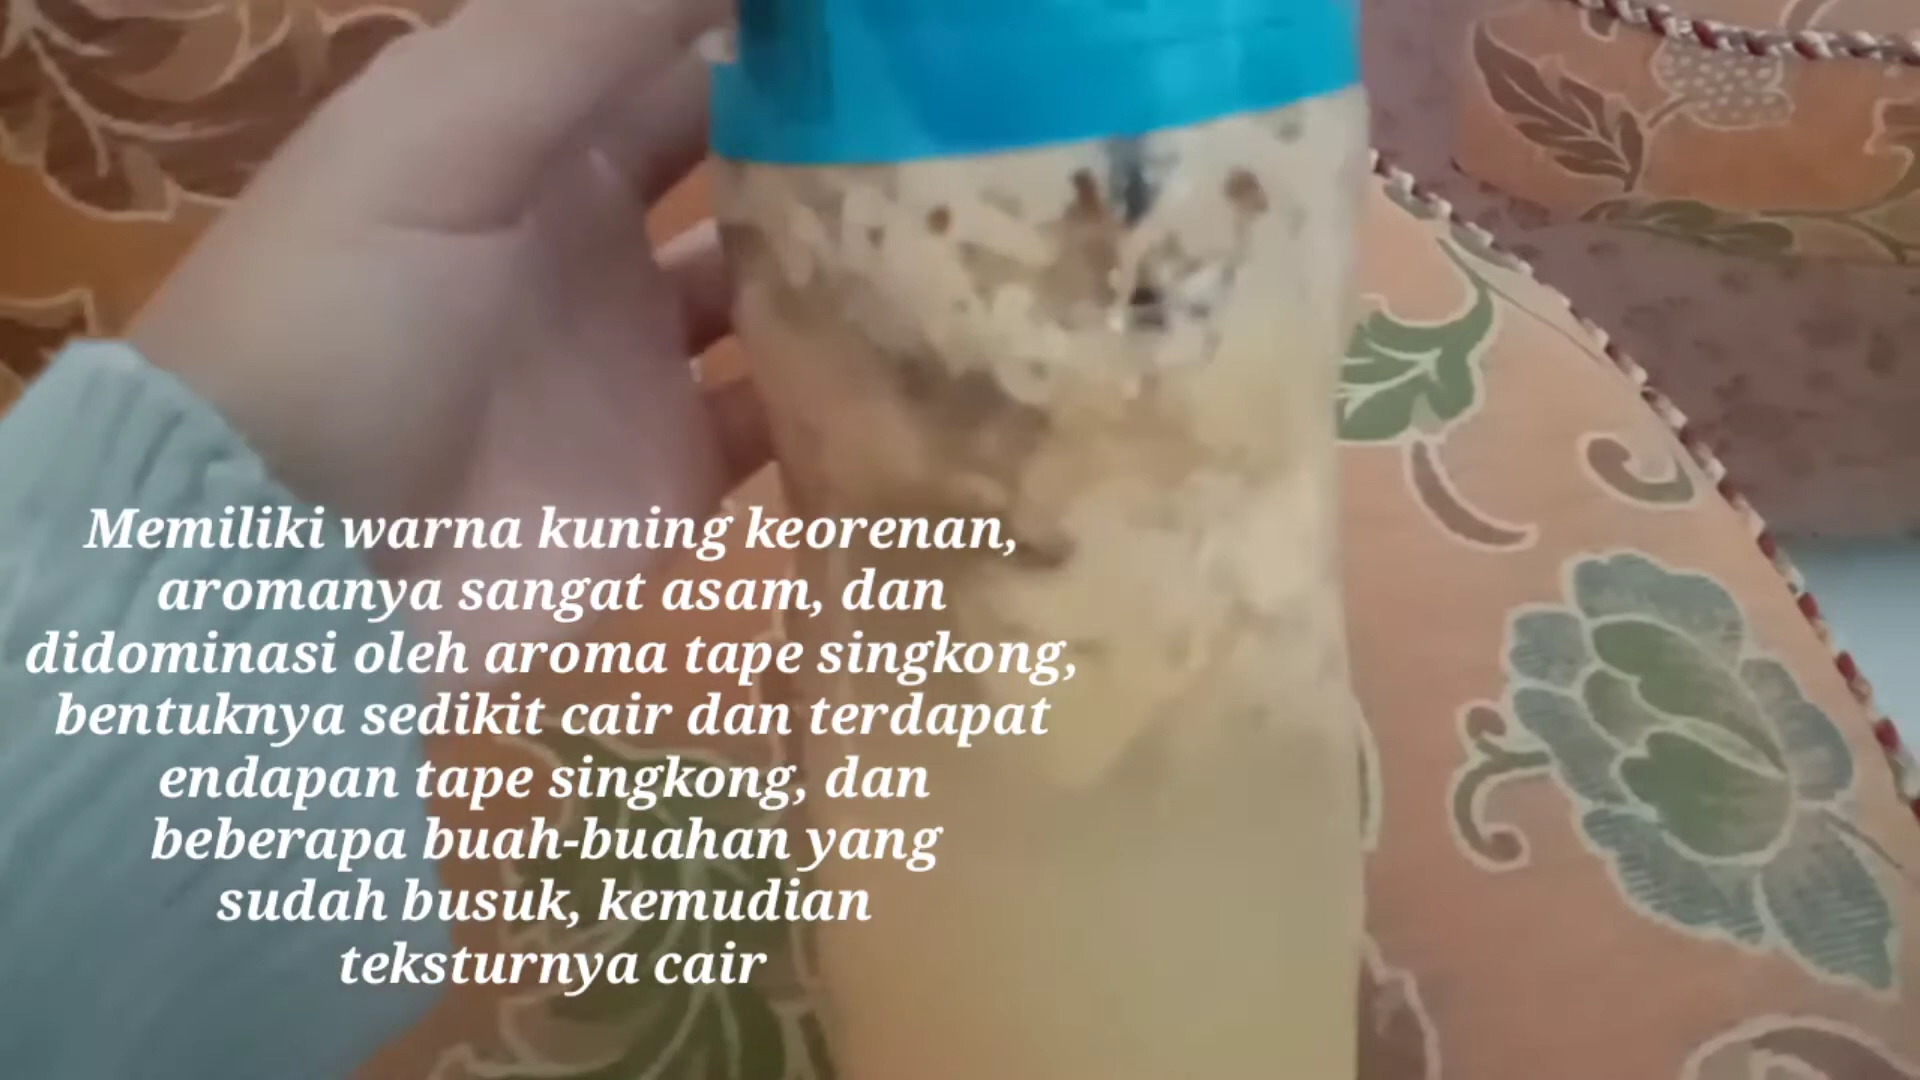 Memiliki warna kuning keorenan,
aromanya sangat asam, dan
didominasi oleh aroma tape singkong,
bentuknya sedikit cair dan terdapat
endapan tape singkong, dan
beberapa buah-buahan yang
sudah busuk, kemudian
teksturnya cair